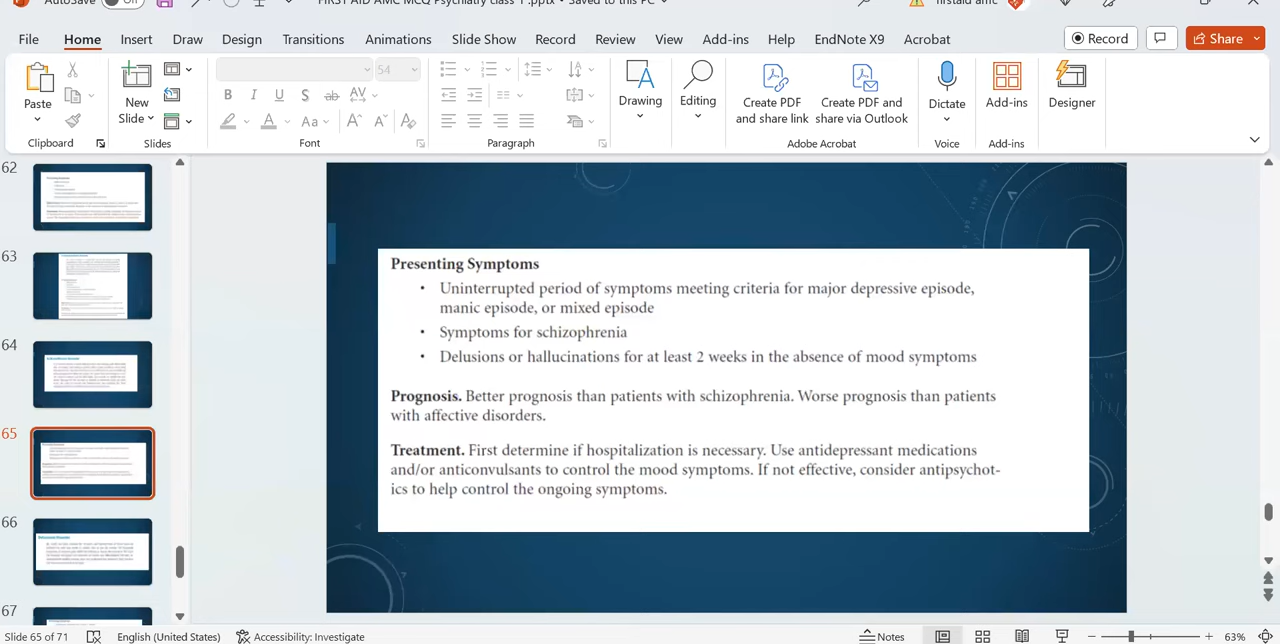 AutoSave Off FIRST AID AMC MCQ Psychiatry class 1 .pptx • Saved to this PC firstaid amc
File Home Insert Draw Design Transitions Animations Slide Show Record Review View Add-ins Help EndNote X9 Acrobat Record Share
54
Paste New Slide B I U S ab AV Aa A A A Drawing Editing Create PDF and share link Create PDF and share via Outlook Dictate Add-ins Designer
Clipboard Slides Font Paragraph Adobe Acrobat Voice Add-ins
62
63
64
65
66
67
Presenting Symptoms
• Uninterrupted period of symptoms meeting criteria for major depressive episode,
manic episode, or mixed episode
• Symptoms for schizophrenia
• Delusions or hallucinations for at least 2 weeks in the absence of mood symptoms
Prognosis. Better prognosis than patients with schizophrenia. Worse prognosis than patients
with affective disorders.
Treatment. First determine if hospitalization is necessary. Use antidepressant medications
and/or anticonvulsants to control the mood symptoms. If not effective, consider antipsychot-
ics to help control the ongoing symptoms.
Slide 65 of 71 English (United States) Accessibility: Investigate Notes 63%